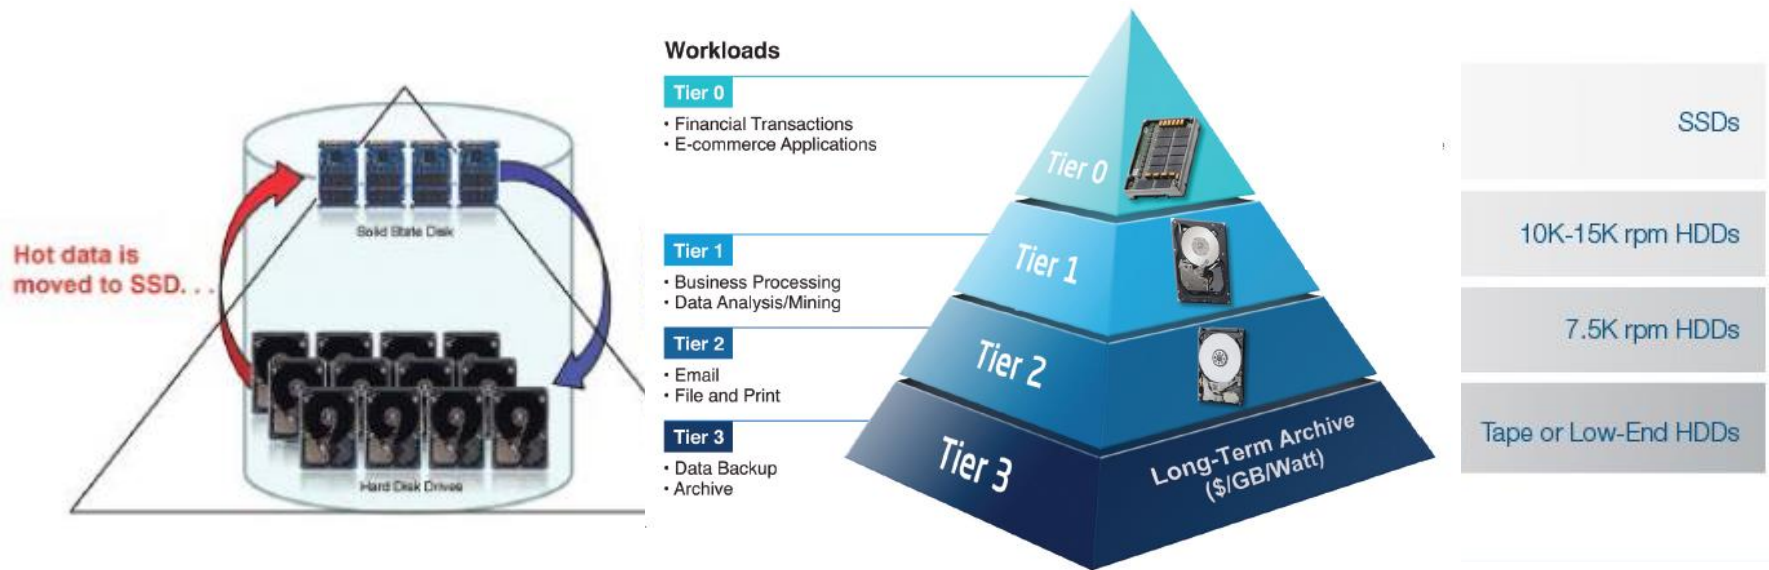 Hot data is
moved to SSD. . .
Solid State Disk
Hard Disk Drives
Workloads
Tier 0
• Financial Transactions
• E-commerce Applications
Tier 1
• Business Processing
• Data Analysis/Mining
Tier 2
• Email
• File and Print
Tier 3
• Data Backup
• Archive
Tier 0
Tier 1
Tier 2
Tier 3
Long-Term Archive
($/GB/Watt)
SSDs
10K-15K rpm HDDs
7.5K rpm HDDs
Tape or Low-End HDDs